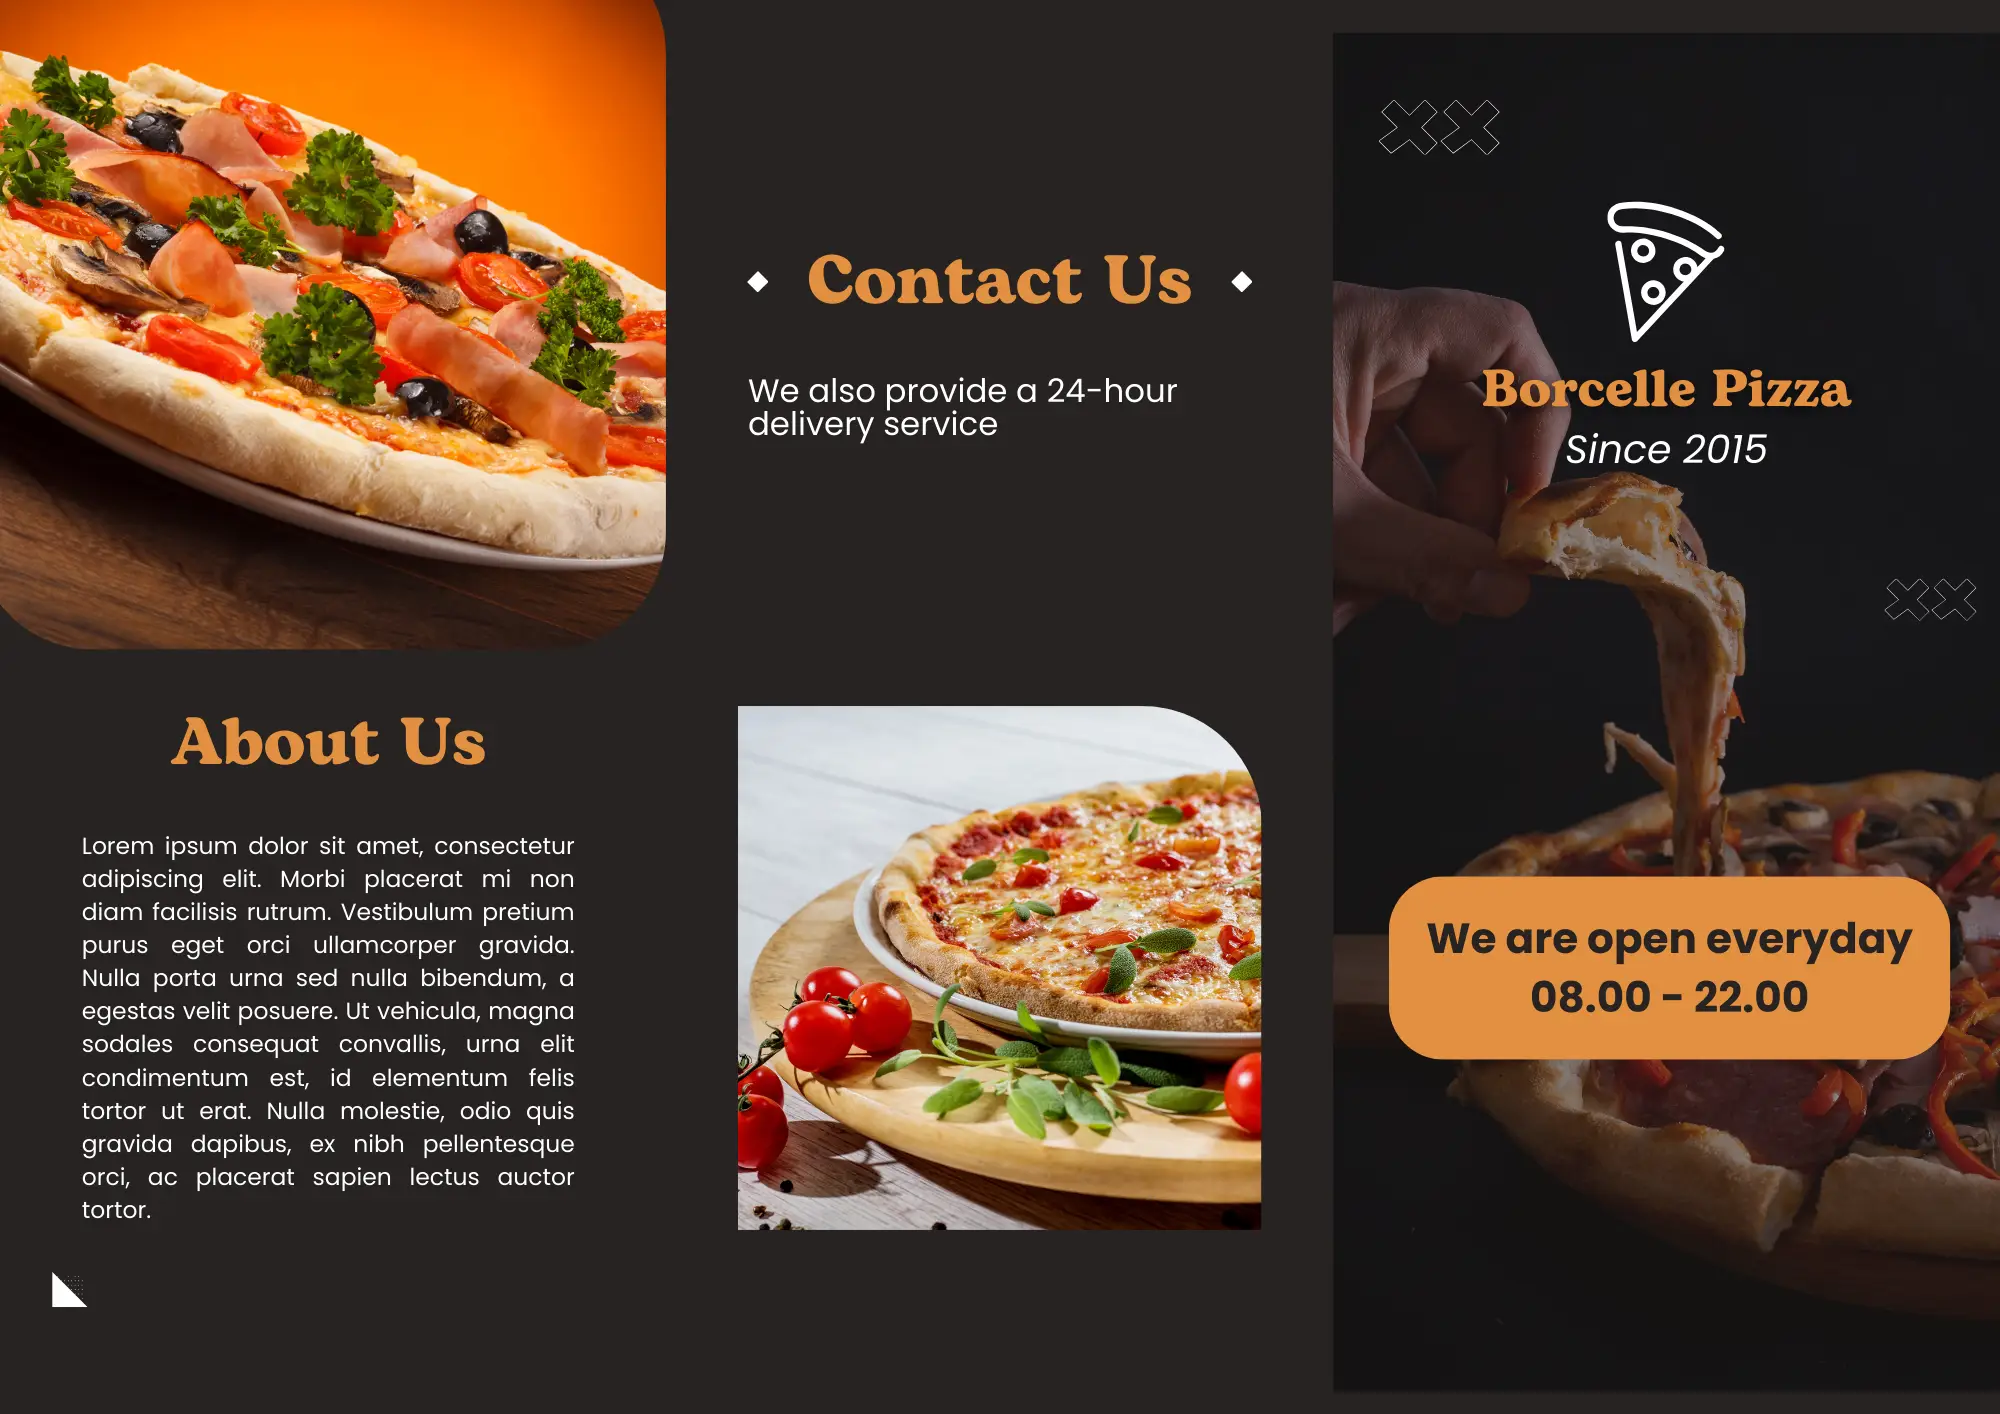 About Us
Lorem ipsum dolor sit amet, consectetur
adipiscing elit. Morbi placerat mi non
diam facilisis rutrum. Vestibulum pretium
purus eget orci ullamcorper gravida.
Nulla porta urna sed nulla bibendum, a
egestas velit posuere. Ut vehicula, magna
sodales consequat convallis, urna elit
condimentum est, id elementum felis
tortor ut erat. Nulla molestie, odio quis
gravida dapibus, ex nibh pellentesque
orci, ac placerat sapien lectus auctor
tortor.
Contact Us
We also provide a 24-hour
delivery service
Borcelle Pizza
Since 2015
We are open everyday
08.00 - 22.00